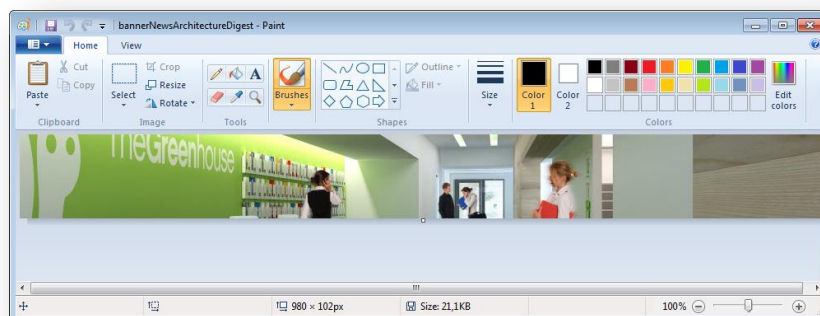 bannerNewsArchitectureDigest - Paint
Home View
Cut
Copy
Paste
Clipboard
Select
Crop
Resize
Rotate
Image
A
Tools
Brushes
Outline
Fill
Shapes
Size
Color 1
Color 2
Edit colors
Colors
TheGreenhouse
980 × 102px
Size: 21,1KB
100%